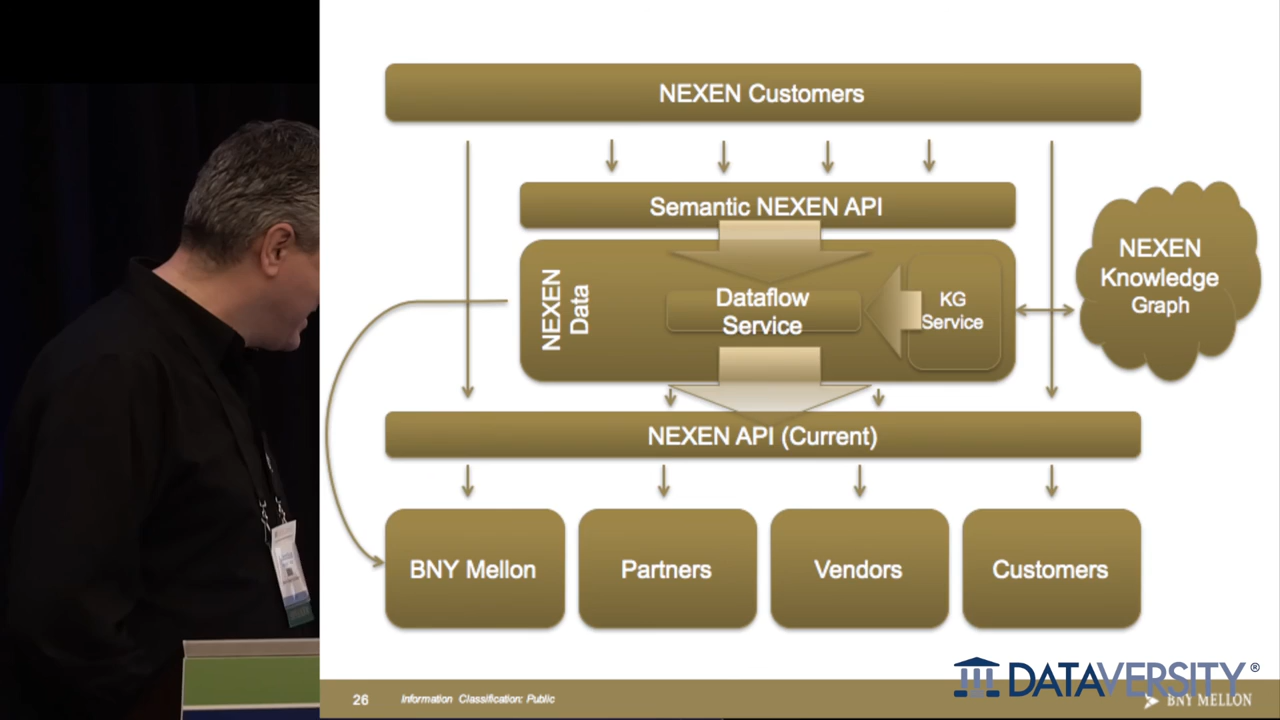 NEXEN Customers
Semantic NEXEN API
NEXEN
Data
Dataflow
Service
KG
Service
NEXEN
Knowledge
Graph
NEXEN API (Current)
BNY Mellon
Partners
Vendors
Customers
26
Information Classification: Public
DATAVERSITY®
BNY MELLON